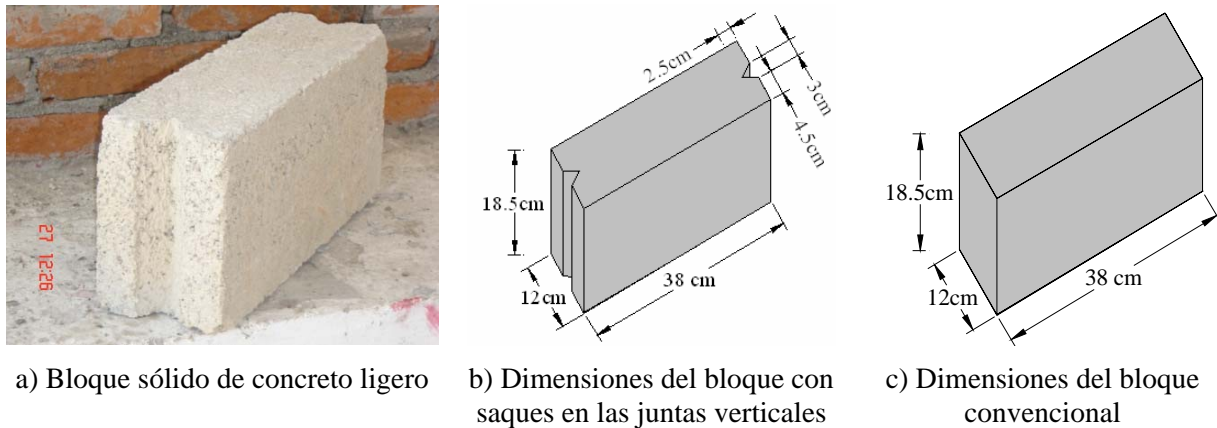 27 12:26
2.5cm
3cm
4.5cm
18.5cm
12cm
38 cm
18.5cm
12cm
38 cm
a) Bloque sólido de concreto ligero
b) Dimensiones del bloque con
saques en las juntas verticales
c) Dimensiones del bloque
convencional